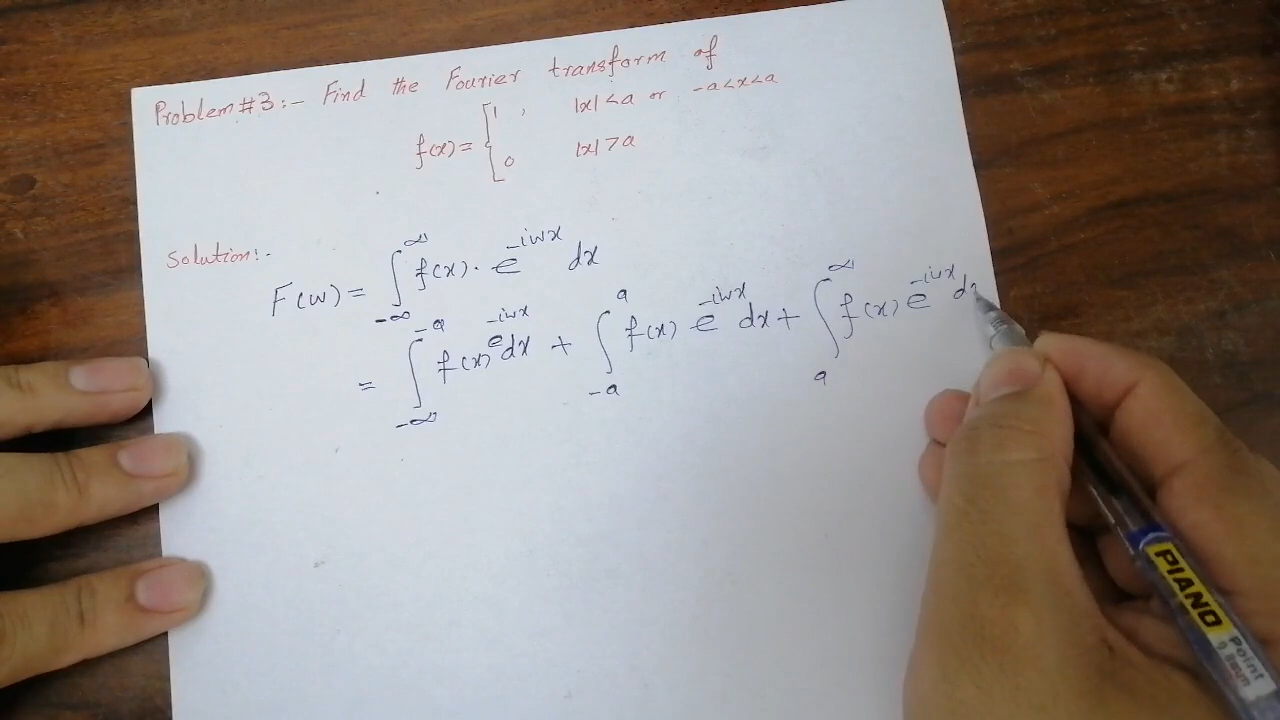 Problem #3:- Find the Fourier transform of
f(x) = { 1 , |x| < a or -a<x<a
0 |x| > a
Solution:-
F(w) = ∫_{-∞}^{∞} f(x) · e^{-iwx} dx
= ∫_{-∞}^{-a} f(x) e^{-iwx} dx + ∫_{-a}^{a} f(x) e^{-iwx} dx + ∫_{a}^{∞} f(x) e^{-iwx} dx
PIANO
Point